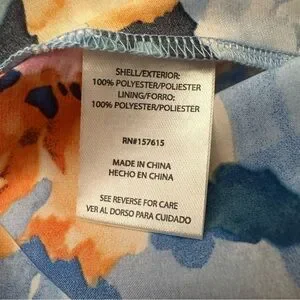 SHELL/EXTERIOR:
100% POLYESTER/POLIESTER
LINING/FORRO:
100% POLYESTER/POLIESTER
RN#157615
MADE IN CHINA
HECHO EN CHINA
SEE REVERSE FOR CARE
VER AL DORSO PARA CUIDADO